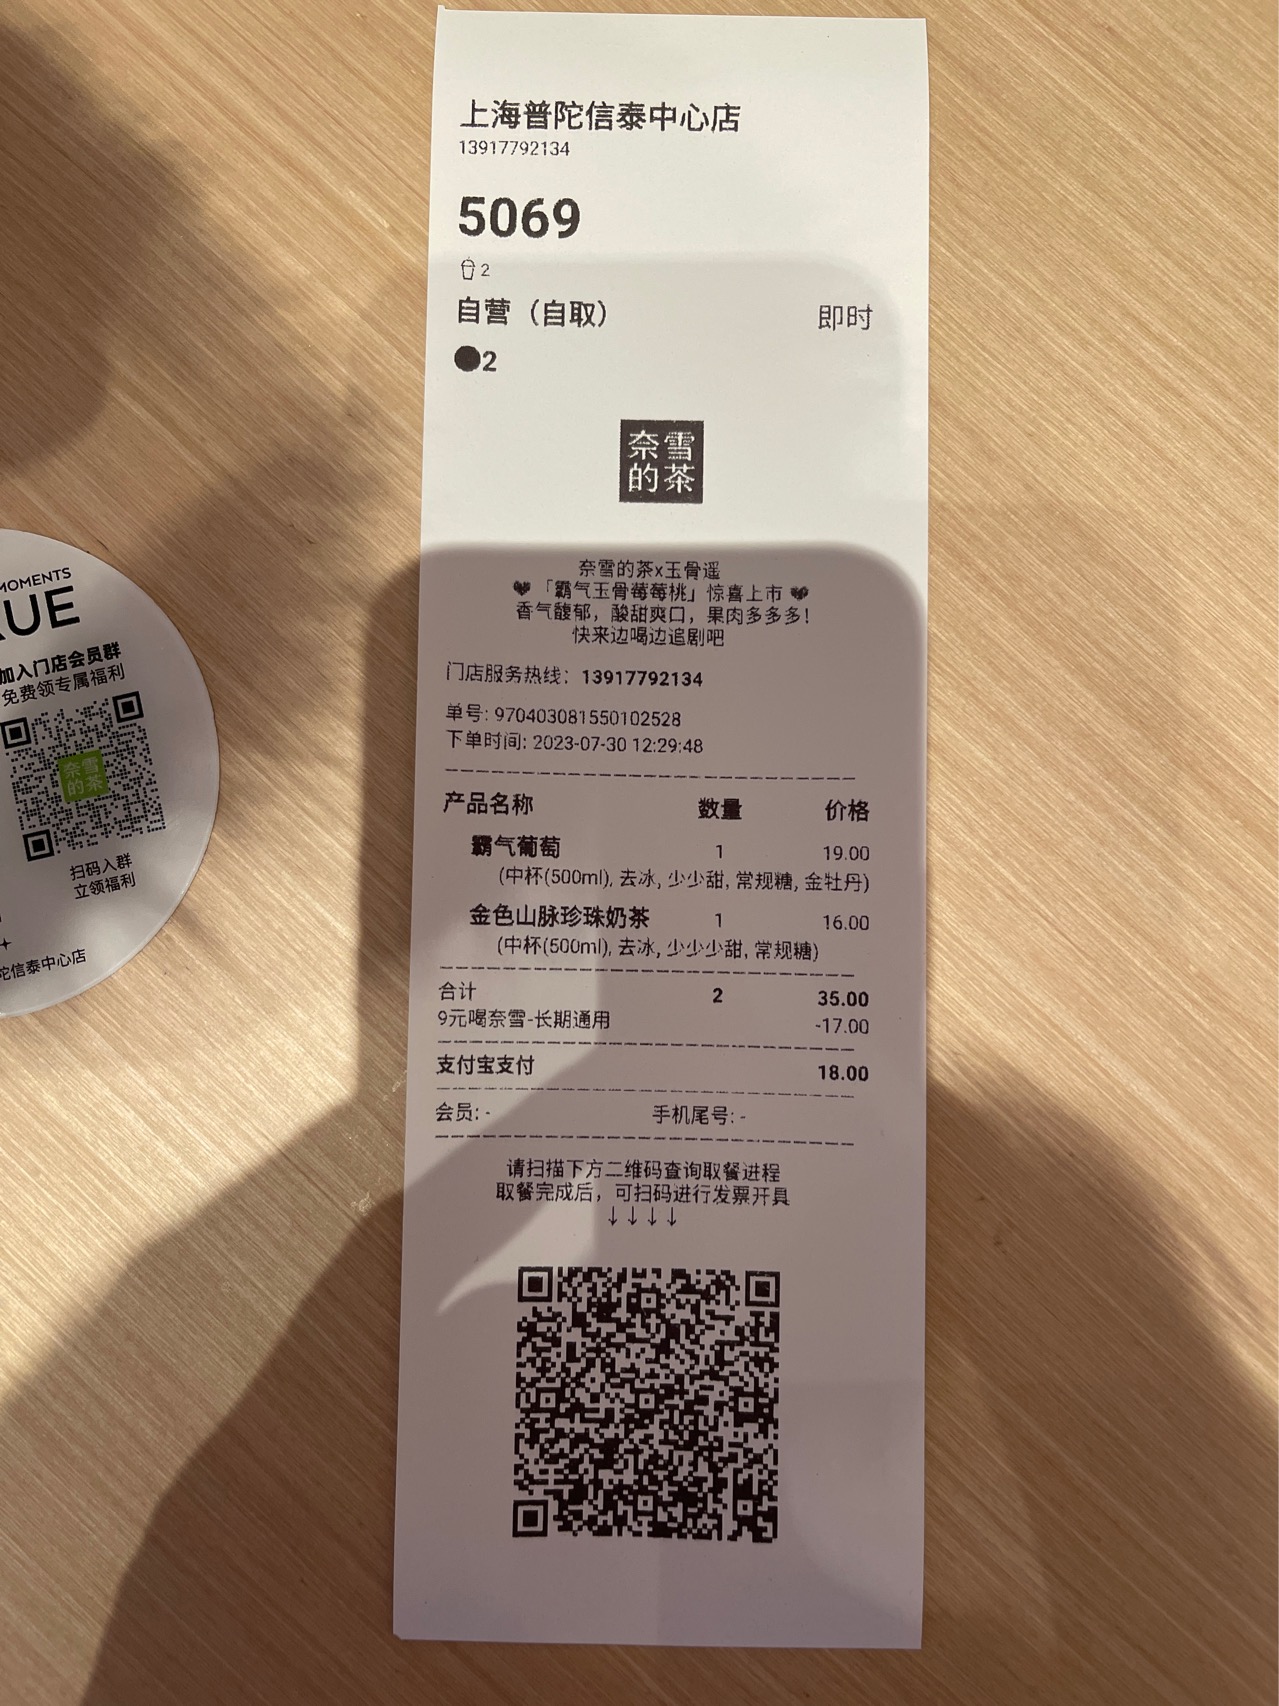 上海普陀信泰中心店
13917792134
5069
2
自营（自取） 即时
●2
奈雪
的茶
奈雪的茶x玉骨遥
「霸气玉骨莓莓桃」惊喜上市
香气馥郁，酸甜爽口，果肉多多多！
快来边喝边追剧吧
门店服务热线：13917792134
单号: 970403081550102528
下单时间: 2023-07-30 12:29:48
产品名称 数量 价格
霸气葡萄 1 19.00
(中杯(500ml), 去冰, 少少甜, 常规糖, 金牡丹)
金色山脉珍珠奶茶 1 16.00
(中杯(500ml), 去冰, 少少少甜, 常规糖)
合计 2 35.00
9元喝奈雪-长期通用 -17.00
支付宝支付 18.00
会员: - 手机尾号: -
请扫描下方二维码查询取餐进程
取餐完成后，可扫码进行发票开具
↓↓↓↓
MOMENTS
UE
加入门店会员群
免费领专属福利
奈雪
的茶
扫码入群
立领福利
陀信泰中心店